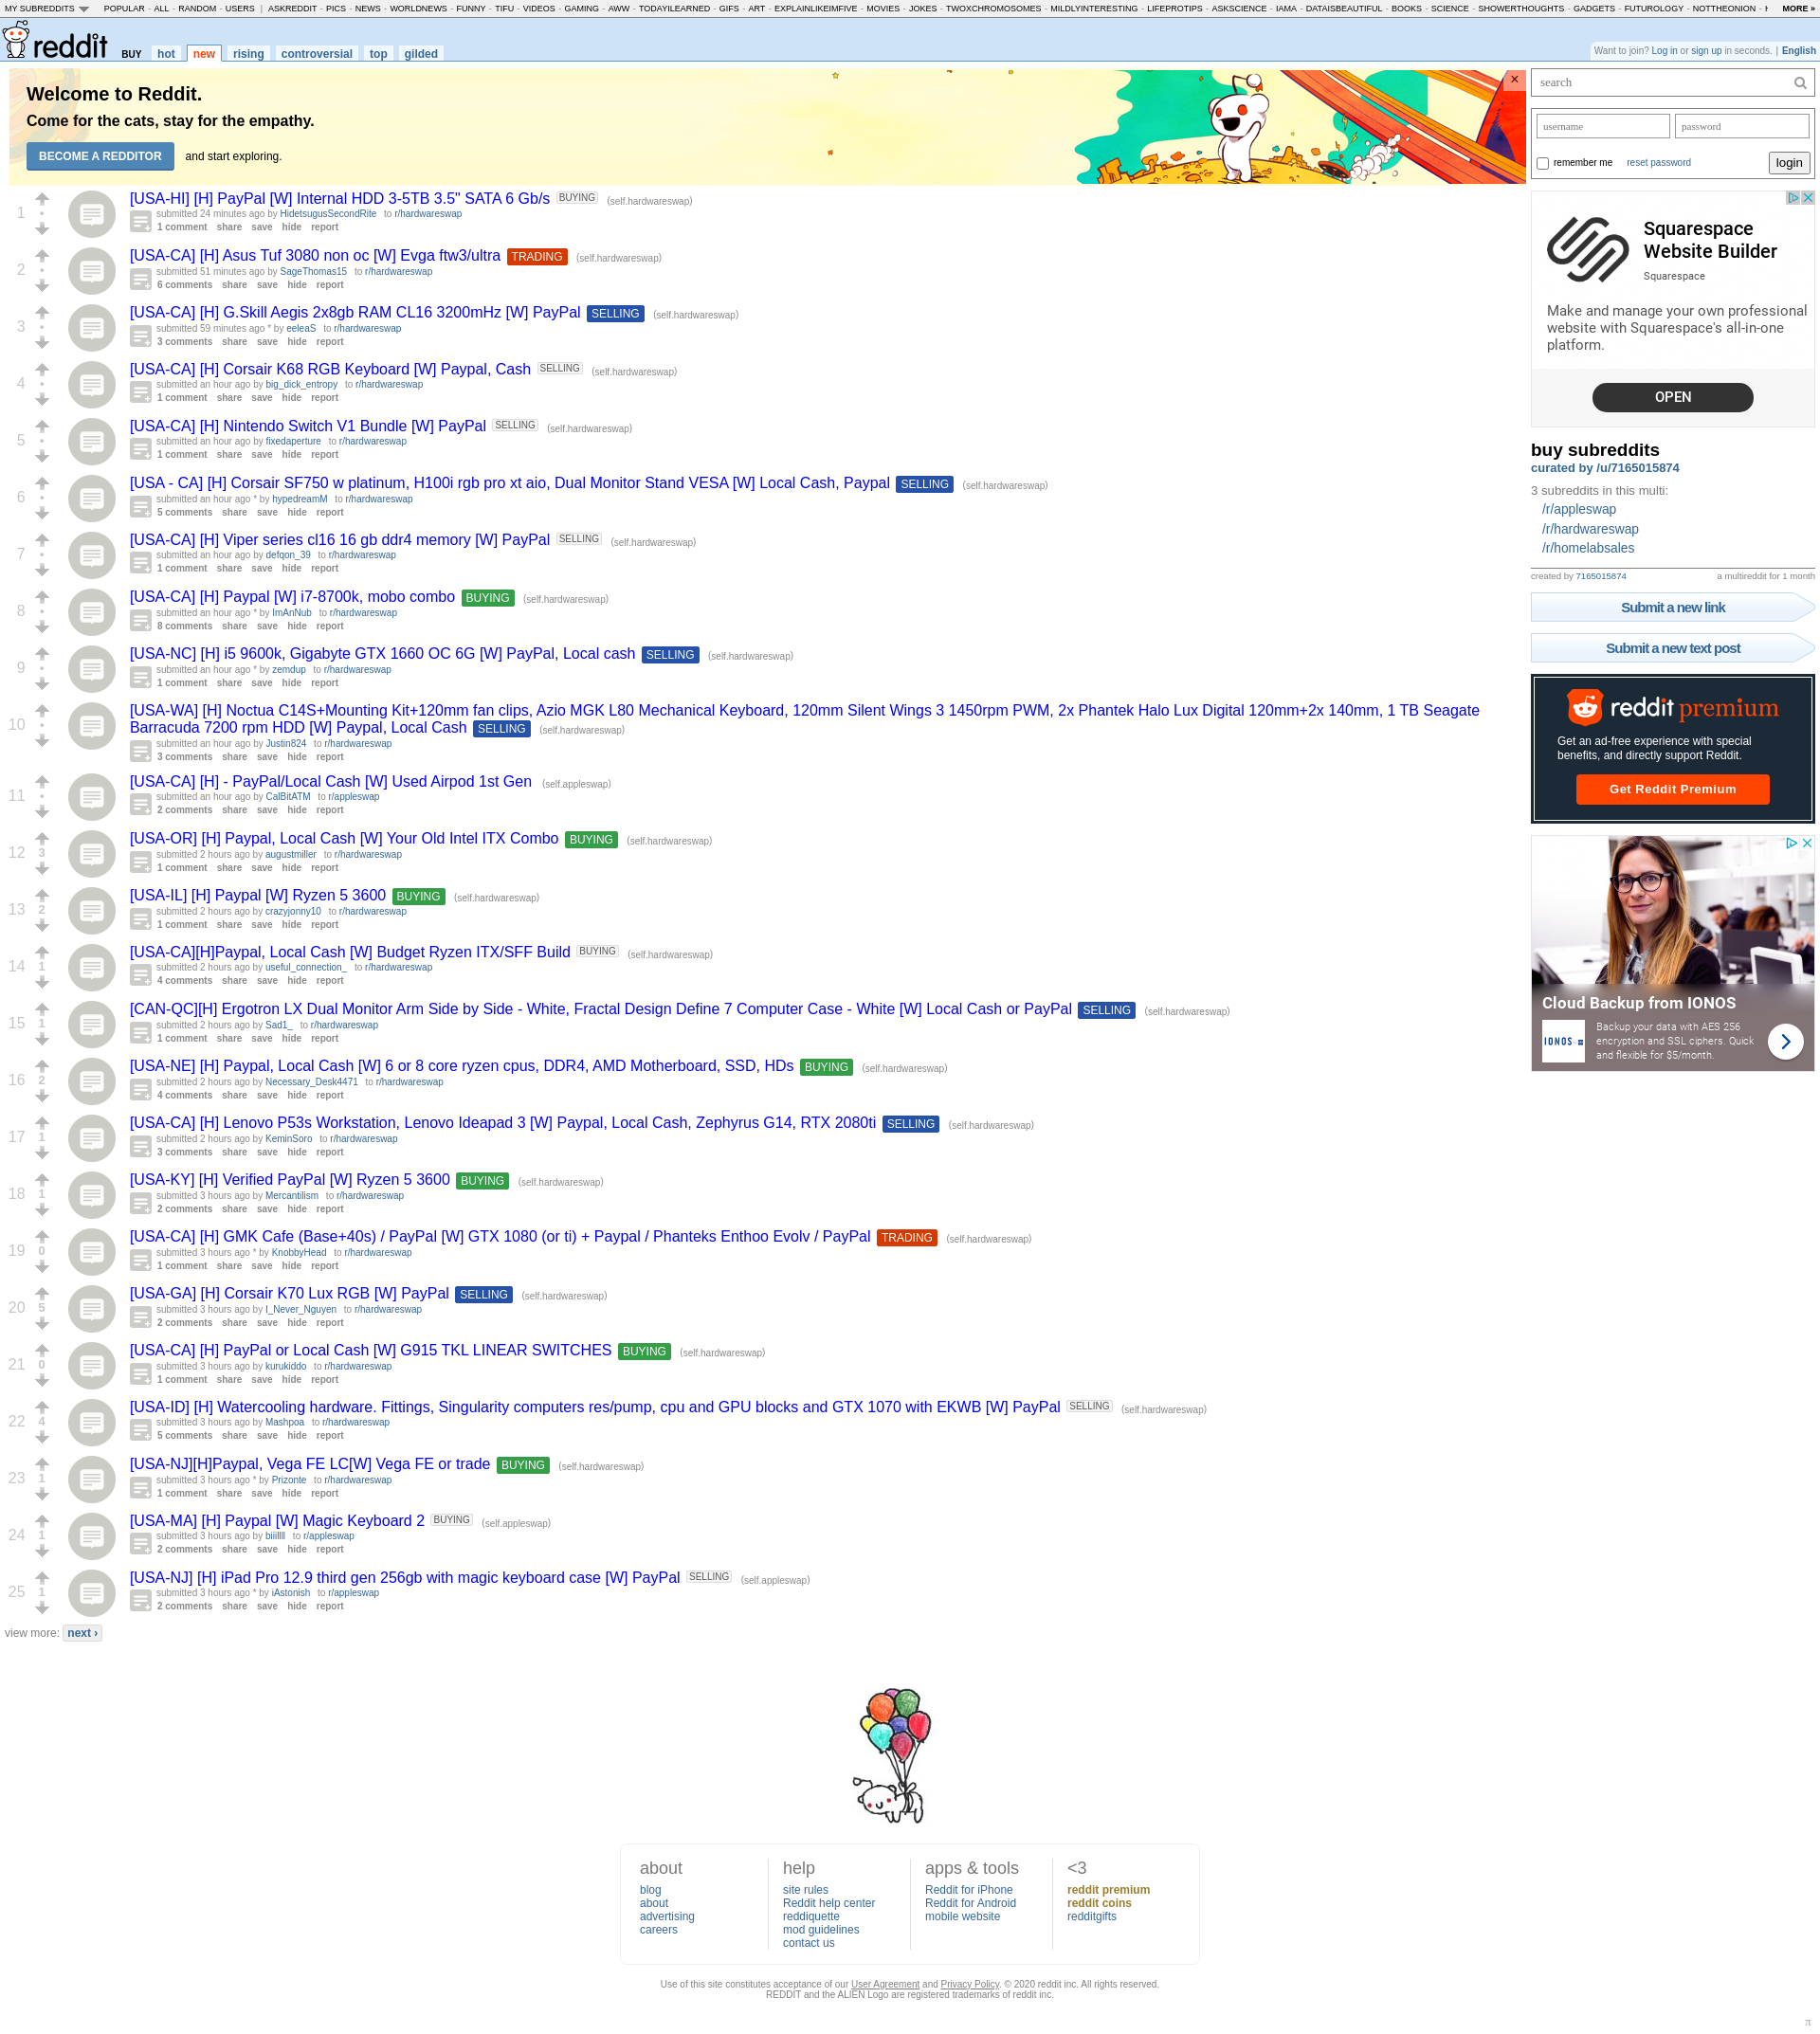 MY SUBREDDITS POPULAR - ALL - RANDOM - USERS | ASKREDDIT - PICS - NEWS - WORLDNEWS - FUNNY - TIFU - VIDEOS - GAMING - AWW - TODAYILEARNED - GIFS - ART - EXPLAINLIKEIMFIVE - MOVIES - JOKES - TWOXCHROMOSOMES - MILDLYINTERESTING - LIFEPROTIPS - ASKSCIENCE - IAMA - DATAISBEAUTIFUL - BOOKS - SCIENCE - SHOWERTHOUGHTS - GADGETS - FUTUROLOGY - NOTTHEONION - MORE »
reddit BUY hot new rising controversial top gilded
Want to join? Log in or sign up in seconds. | English
Welcome to Reddit.
Come for the cats, stay for the empathy.
BECOME A REDDITOR and start exploring.
×
1
[USA-HI] [H] PayPal [W] Internal HDD 3-5TB 3.5" SATA 6 Gb/s BUYING (self.hardwareswap)
submitted 24 minutes ago by HidetsugusSecondRite to r/hardwareswap
1 comment share save hide report
2
[USA-CA] [H] Asus Tuf 3080 non oc [W] Evga ftw3/ultra TRADING (self.hardwareswap)
submitted 51 minutes ago by SageThomas15 to r/hardwareswap
6 comments share save hide report
3
[USA-CA] [H] G.Skill Aegis 2x8gb RAM CL16 3200mHz [W] PayPal SELLING (self.hardwareswap)
submitted 59 minutes ago * by eeleaS to r/hardwareswap
3 comments share save hide report
4
[USA-CA] [H] Corsair K68 RGB Keyboard [W] Paypal, Cash SELLING (self.hardwareswap)
submitted an hour ago by big_dick_entropy to r/hardwareswap
1 comment share save hide report
5
[USA-CA] [H] Nintendo Switch V1 Bundle [W] PayPal SELLING (self.hardwareswap)
submitted an hour ago by fixedaperture to r/hardwareswap
1 comment share save hide report
6
[USA - CA] [H] Corsair SF750 w platinum, H100i rgb pro xt aio, Dual Monitor Stand VESA [W] Local Cash, Paypal SELLING (self.hardwareswap)
submitted an hour ago * by hypedreamM to r/hardwareswap
5 comments share save hide report
7
[USA-CA] [H] Viper series cl16 16 gb ddr4 memory [W] PayPal SELLING (self.hardwareswap)
submitted an hour ago by defqon_39 to r/hardwareswap
1 comment share save hide report
8
[USA-CA] [H] Paypal [W] i7-8700k, mobo combo BUYING (self.hardwareswap)
submitted an hour ago * by ImAnNub to r/hardwareswap
8 comments share save hide report
9
[USA-NC] [H] i5 9600k, Gigabyte GTX 1660 OC 6G [W] PayPal, Local cash SELLING (self.hardwareswap)
submitted an hour ago * by zemdup to r/hardwareswap
1 comment share save hide report
10
[USA-WA] [H] Noctua C14S+Mounting Kit+120mm fan clips, Azio MGK L80 Mechanical Keyboard, 120mm Silent Wings 3 1450rpm PWM, 2x Phantek Halo Lux Digital 120mm+2x 140mm, 1 TB Seagate
Barracuda 7200 rpm HDD [W] Paypal, Local Cash SELLING (self.hardwareswap)
submitted an hour ago by Justin824 to r/hardwareswap
3 comments share save hide report
11
[USA-CA] [H] - PayPal/Local Cash [W] Used Airpod 1st Gen (self.appleswap)
submitted an hour ago by CalBitATM to r/appleswap
2 comments share save hide report
12 3
[USA-OR] [H] Paypal, Local Cash [W] Your Old Intel ITX Combo BUYING (self.hardwareswap)
submitted 2 hours ago by augustmiller to r/hardwareswap
1 comment share save hide report
13 2
[USA-IL] [H] Paypal [W] Ryzen 5 3600 BUYING (self.hardwareswap)
submitted 2 hours ago by crazyjonny10 to r/hardwareswap
1 comment share save hide report
14 1
[USA-CA][H]Paypal, Local Cash [W] Budget Ryzen ITX/SFF Build BUYING (self.hardwareswap)
submitted 2 hours ago by useful_connection_ to r/hardwareswap
4 comments share save hide report
15 1
[CAN-QC][H] Ergotron LX Dual Monitor Arm Side by Side - White, Fractal Design Define 7 Computer Case - White [W] Local Cash or PayPal SELLING (self.hardwareswap)
submitted 2 hours ago by Sad1_ to r/hardwareswap
1 comment share save hide report
16 2
[USA-NE] [H] Paypal, Local Cash [W] 6 or 8 core ryzen cpus, DDR4, AMD Motherboard, SSD, HDs BUYING (self.hardwareswap)
submitted 2 hours ago by Necessary_Desk4471 to r/hardwareswap
4 comments share save hide report
17 1
[USA-CA] [H] Lenovo P53s Workstation, Lenovo Ideapad 3 [W] Paypal, Local Cash, Zephyrus G14, RTX 2080ti SELLING (self.hardwareswap)
submitted 2 hours ago by KeminSoro to r/hardwareswap
3 comments share save hide report
18 1
[USA-KY] [H] Verified PayPal [W] Ryzen 5 3600 BUYING (self.hardwareswap)
submitted 3 hours ago by Mercantilism to r/hardwareswap
2 comments share save hide report
19 0
[USA-CA] [H] GMK Cafe (Base+40s) / PayPal [W] GTX 1080 (or ti) + Paypal / Phanteks Enthoo Evolv / PayPal TRADING (self.hardwareswap)
submitted 3 hours ago * by KnobbyHead to r/hardwareswap
1 comment share save hide report
20 5
[USA-GA] [H] Corsair K70 Lux RGB [W] PayPal SELLING (self.hardwareswap)
submitted 3 hours ago by I_Never_Nguyen to r/hardwareswap
2 comments share save hide report
21 0
[USA-CA] [H] PayPal or Local Cash [W] G915 TKL LINEAR SWITCHES BUYING (self.hardwareswap)
submitted 3 hours ago by kurukiddo to r/hardwareswap
1 comment share save hide report
22 4
[USA-ID] [H] Watercooling hardware. Fittings, Singularity computers res/pump, cpu and GPU blocks and GTX 1070 with EKWB [W] PayPal SELLING (self.hardwareswap)
submitted 3 hours ago by Mashpoa to r/hardwareswap
5 comments share save hide report
23 1
[USA-NJ][H]Paypal, Vega FE LC[W] Vega FE or trade BUYING (self.hardwareswap)
submitted 3 hours ago * by Prizonte to r/hardwareswap
1 comment share save hide report
24 1
[USA-MA] [H] Paypal [W] Magic Keyboard 2 BUYING (self.appleswap)
submitted 3 hours ago by to r/appleswap
2 comments share save hide report
25 1
[USA-NJ] [H] iPad Pro 12.9 third gen 256gb with magic keyboard case [W] PayPal SELLING (self.appleswap)
submitted 3 hours ago * by iAstonish to r/appleswap
2 comments share save hide report
view more: next ›
search
username password
remember me reset password login
Squarespace
Website Builder
Squarespace
Make and manage your own professional
website with Squarespace's all-in-one
platform.
OPEN
buy subreddits
curated by /u/7165015874
3 subreddits in this multi:
/r/appleswap
/r/hardwareswap
/r/homelabsales
created by 7165015874 a multireddit for 1 month
Submit a new link
Submit a new text post
reddit premium
Get an ad-free experience with special
benefits, and directly support Reddit.
Get Reddit Premium
Cloud Backup from IONOS
IONOS
Backup your data with AES 256
encryption and SSL ciphers. Quick
and flexible for $5/month.
about
blog
about
advertising
careers
help
site rules
Reddit help center
reddiquette
mod guidelines
contact us
apps & tools
Reddit for iPhone
Reddit for Android
mobile website
<3
reddit premium
reddit coins
redditgifts
Use of this site constitutes acceptance of our User Agreement and Privacy Policy. © 2020 reddit inc. All rights reserved.
REDDIT and the ALIEN Logo are registered trademarks of reddit inc.
π